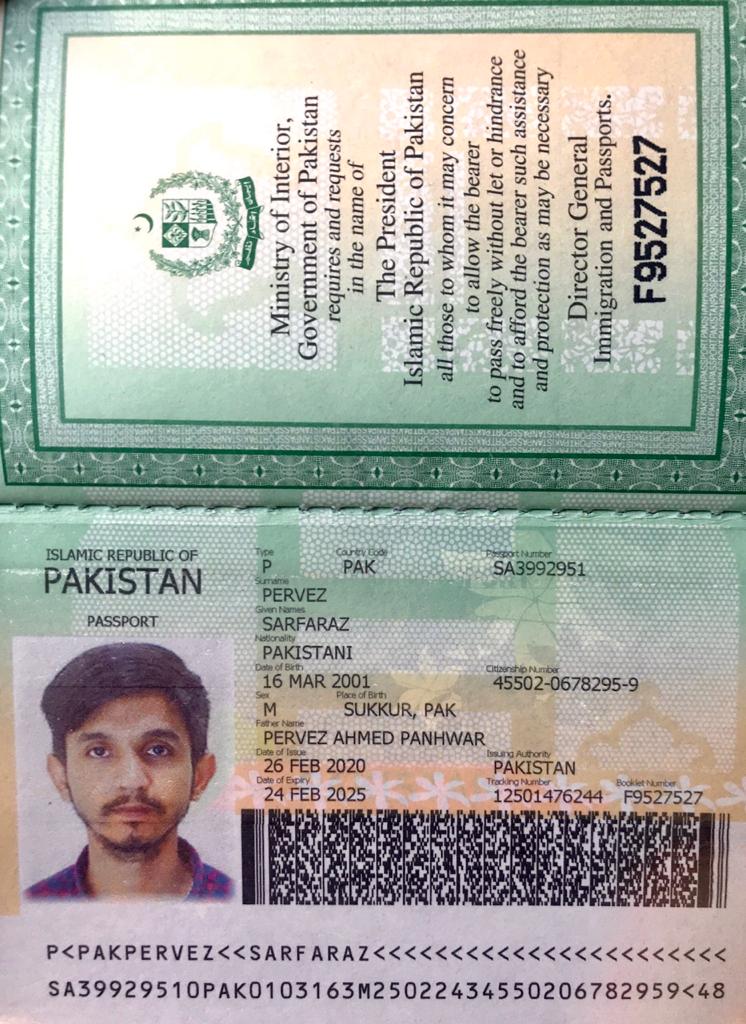 Ministry of Interior,
Government of Pakistan
requires and requests
in the name of
The President
Islamic Republic of Pakistan
all those to whom it may concern
to allow the bearer
to pass freely without let or hindrance
and to afford the bearer such assistance
and protection as may be necessary
Director General
Immigration and Passports.
F9527527
ISLAMIC REPUBLIC OF
PAKISTAN
PASSPORT
Type Country Code Passport Number
P PAK SA3992951
Surname
PERVEZ
Given Names
SARFARAZ
Nationality
PAKISTANI
Date of Birth Citizenship Number
16 MAR 2001 45502-0678295-9
Sex Place of Birth
M SUKKUR, PAK
Father Name
PERVEZ AHMED PANHWAR
Date of Issue Issuing Authority
26 FEB 2020 PAKISTAN
Date of Expiry Tracking Number Booklet Number
24 FEB 2025 12501476244 F9527527
P<PAKPERVEZ<<SARFARAZ<<<<<<<<<<<<<<<<<<<<<<<
SA39929510PAK0103163M25022434550206782959<48